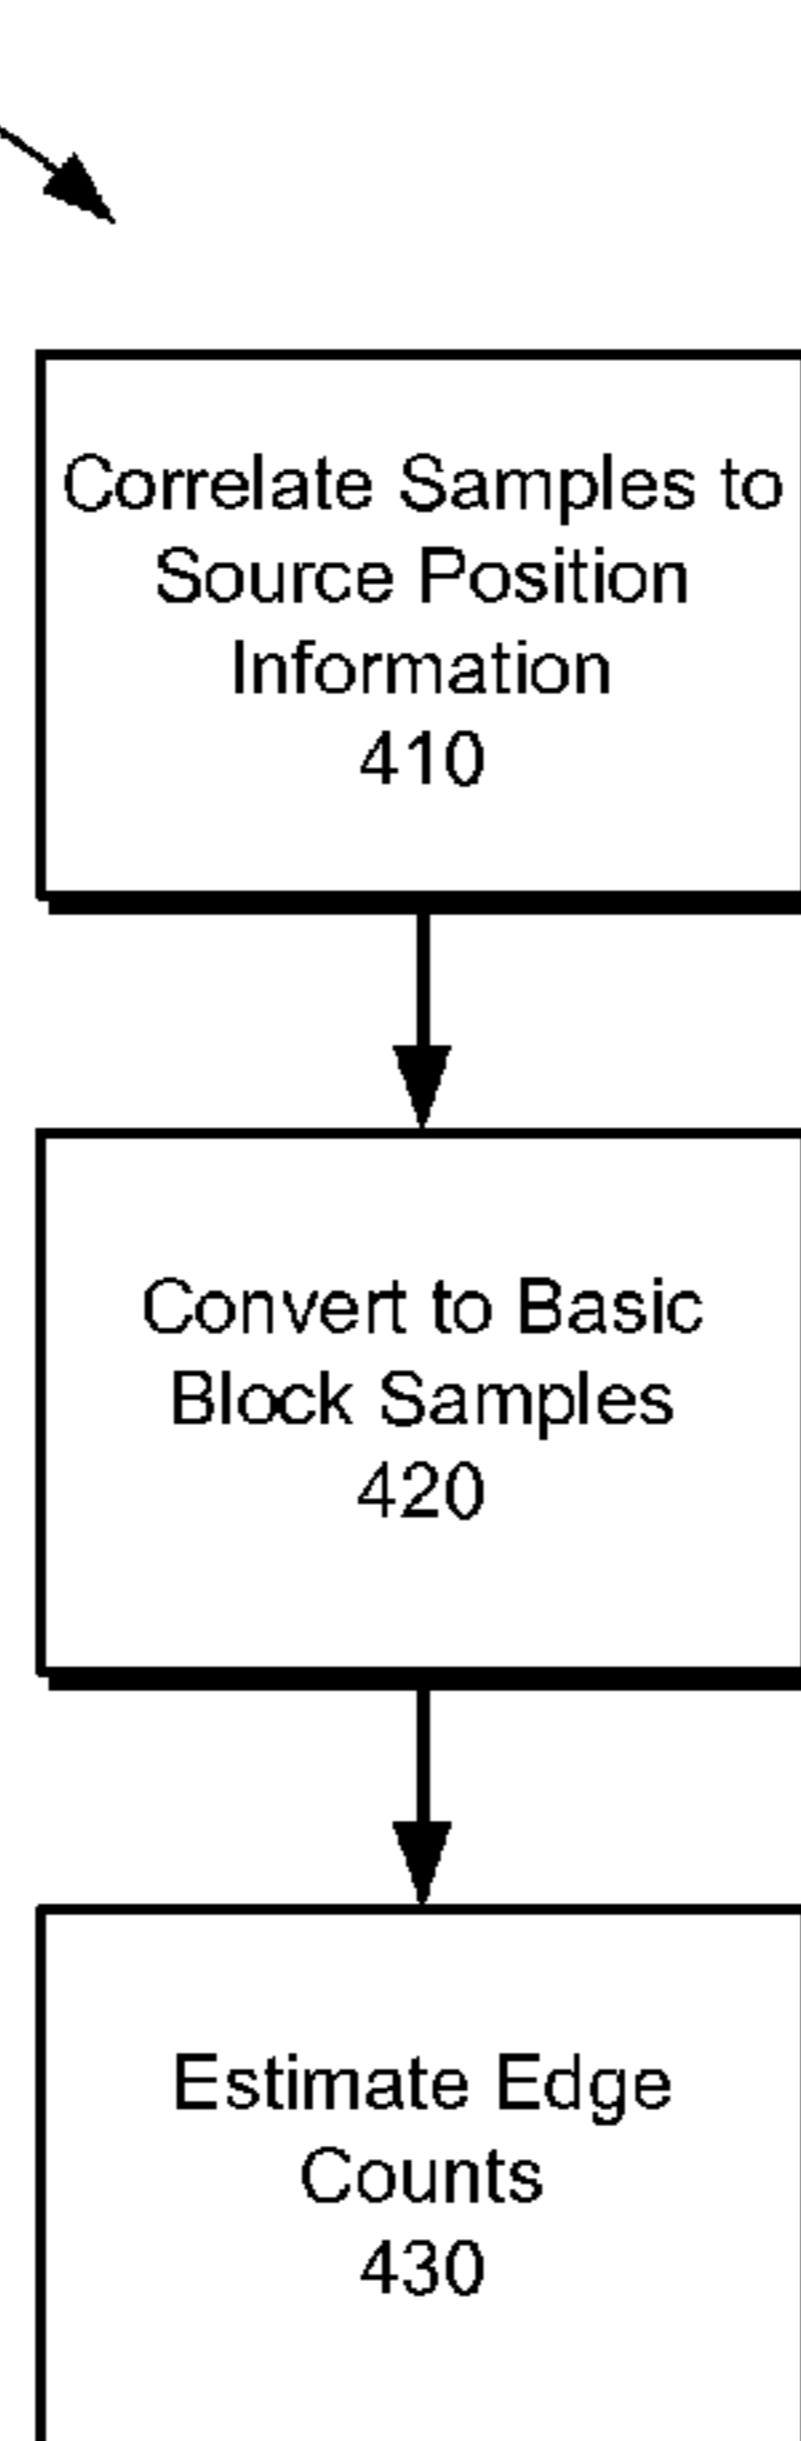 Correlate Samples to
Source Position
Information
410
Convert to Basic
Block Samples
420
Estimate Edge
Counts
430